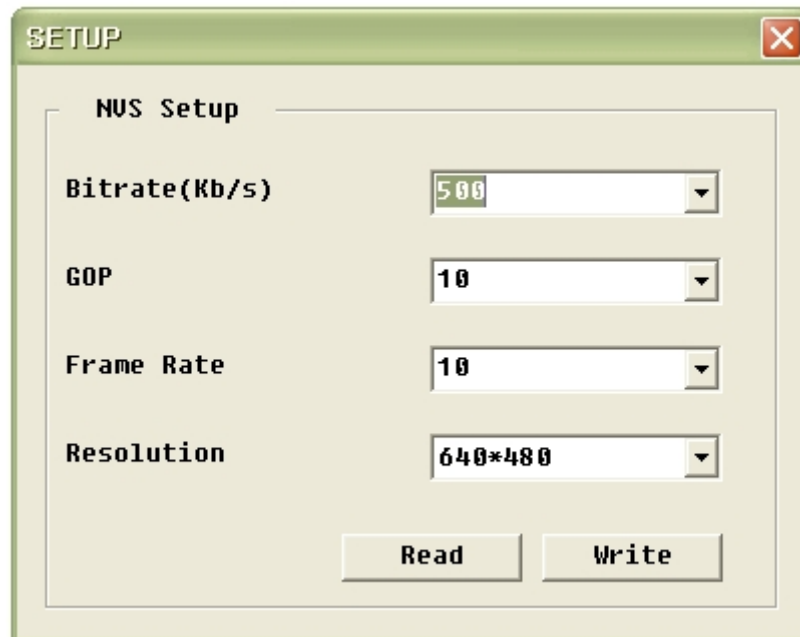 SETUP
NVS Setup
Bitrate(Kb/s) 500
GOP 10
Frame Rate 10
Resolution 640*480
Read Write